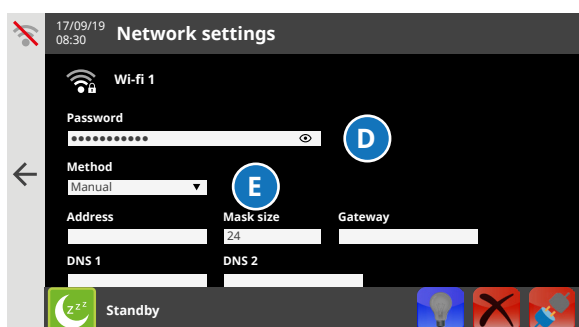 17/09/19
08:30
Network settings
Wi-fi 1
Password
•••••••••••
D
Method
Manual
E
Address Mask size Gateway
24
DNS 1 DNS 2
zzz
Standby